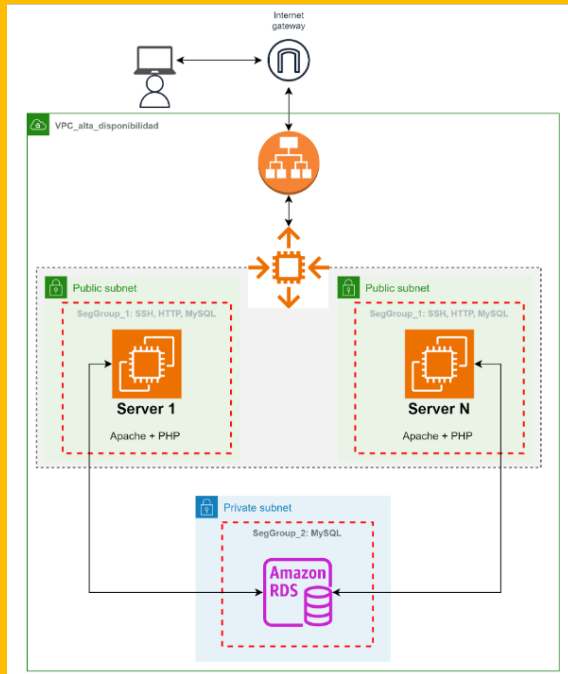 Internet
gateway
VPC_alta_disponibilidad
Public subnet
SegGroup_1: SSH, HTTP, MySQL
Server 1
Apache + PHP
Public subnet
SegGroup_1: SSH, HTTP, MySQL
Server N
Apache + PHP
Private subnet
SegGroup_2: MySQL
Amazon
RDS